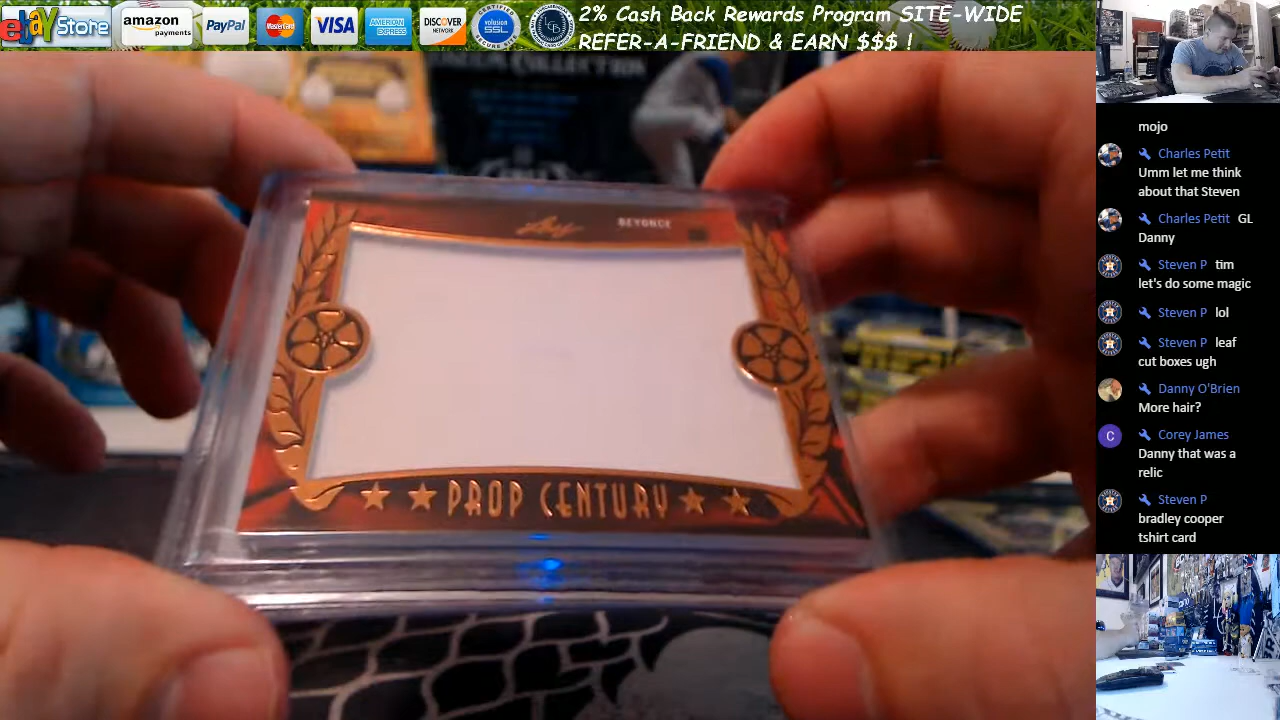 ebay Store
amazon
payments
PayPal
MasterCard
VISA
AMERICAN
EXPRESS
DISCOVER
NETWORK
volusion
SSL
2% Cash Back Rewards Program SITE-WIDE
REFER-A-FRIEND & EARN $$$ !
Leaf
BEYONCE
PROP CENTURY
mojo
Charles Petit
Umm let me think
about that Steven
Charles Petit GL
Danny
Steven P tim
let's do some magic
Steven P lol
Steven P leaf
cut boxes ugh
Danny O'Brien
More hair?
C
Corey James
Danny that was a
relic
Steven P
bradley cooper
tshirt card